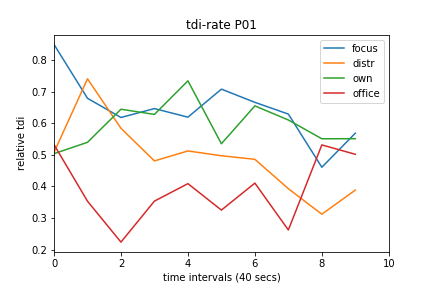 tdi-rate P01
focus
distr
own
office
relative tdi
0.8
0.7
0.6
0.5
0.4
0.3
0.2
0 2 4 6 8 10
time intervals (40 secs)